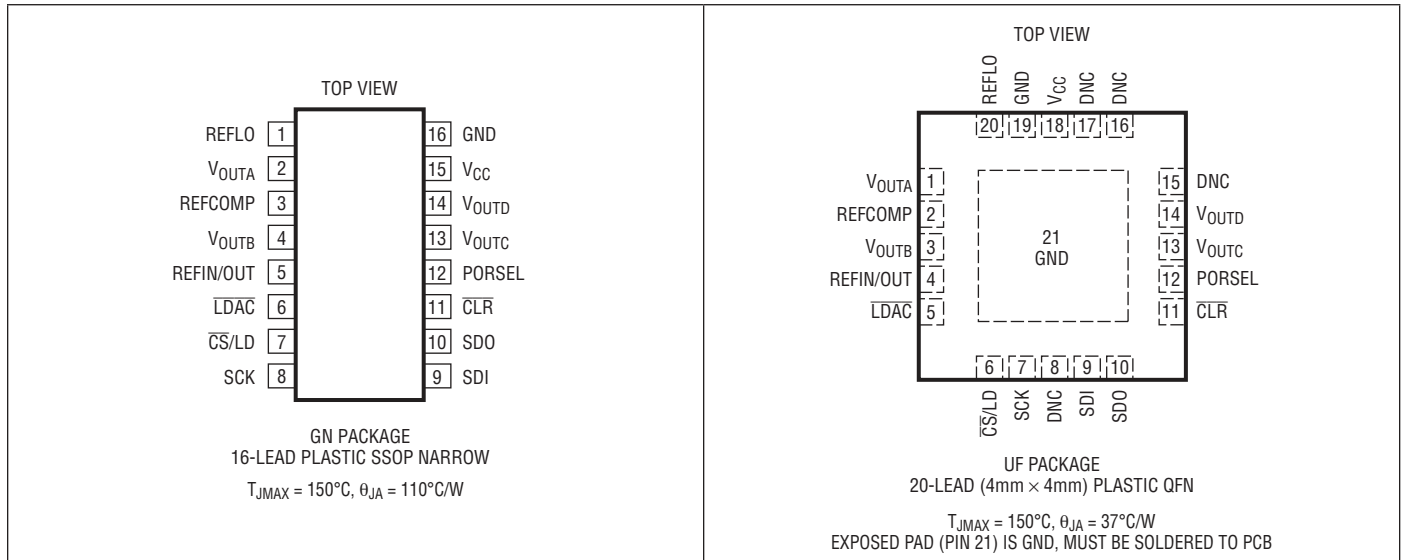 TOP VIEW
REFLO 1
VOUTA 2
REFCOMP 3
VOUTB 4
REFIN/OUT 5
LDAC 6
CS/LD 7
SCK 8
16 GND
15 VCC
14 VOUTD
13 VOUTC
12 PORSEL
11 CLR
10 SDO
9 SDI
GN PACKAGE
16-LEAD PLASTIC SSOP NARROW
TJMAX = 150°C, θJA = 110°C/W
TOP VIEW
REFLO
GND
VCC
DNC
DNC
20 19 18 17 16
VOUTA 1
REFCOMP 2
VOUTB 3
REFIN/OUT 4
LDAC 5
21
GND
15 DNC
14 VOUTD
13 VOUTC
12 PORSEL
11 CLR
6 7 8 9 10
CS/LD
SCK
DNC
SDI
SDO
UF PACKAGE
20-LEAD (4mm × 4mm) PLASTIC QFN
TJMAX = 150°C, θJA = 37°C/W
EXPOSED PAD (PIN 21) IS GND, MUST BE SOLDERED TO PCB